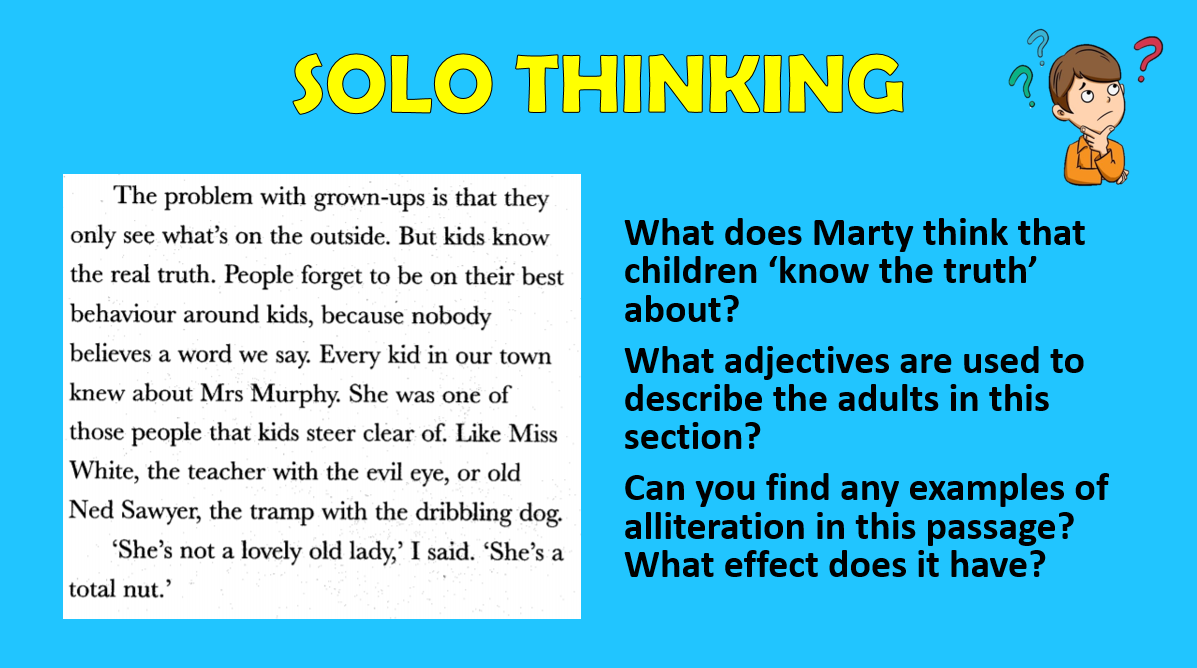 SOLO THINKING
The problem with grown-ups is that they
only see what's on the outside. But kids know
the real truth. People forget to be on their best
behaviour around kids, because nobody
believes a word we say. Every kid in our town
knew about Mrs Murphy. She was one of
those people that kids steer clear of. Like Miss
White, the teacher with the evil eye, or old
Ned Sawyer, the tramp with the dribbling dog.
‘She's not a lovely old lady,’ I said. ‘She's a
total nut.’
What does Marty think that
children ‘know the truth’
about?
What adjectives are used to
describe the adults in this
section?
Can you find any examples of
alliteration in this passage?
What effect does it have?